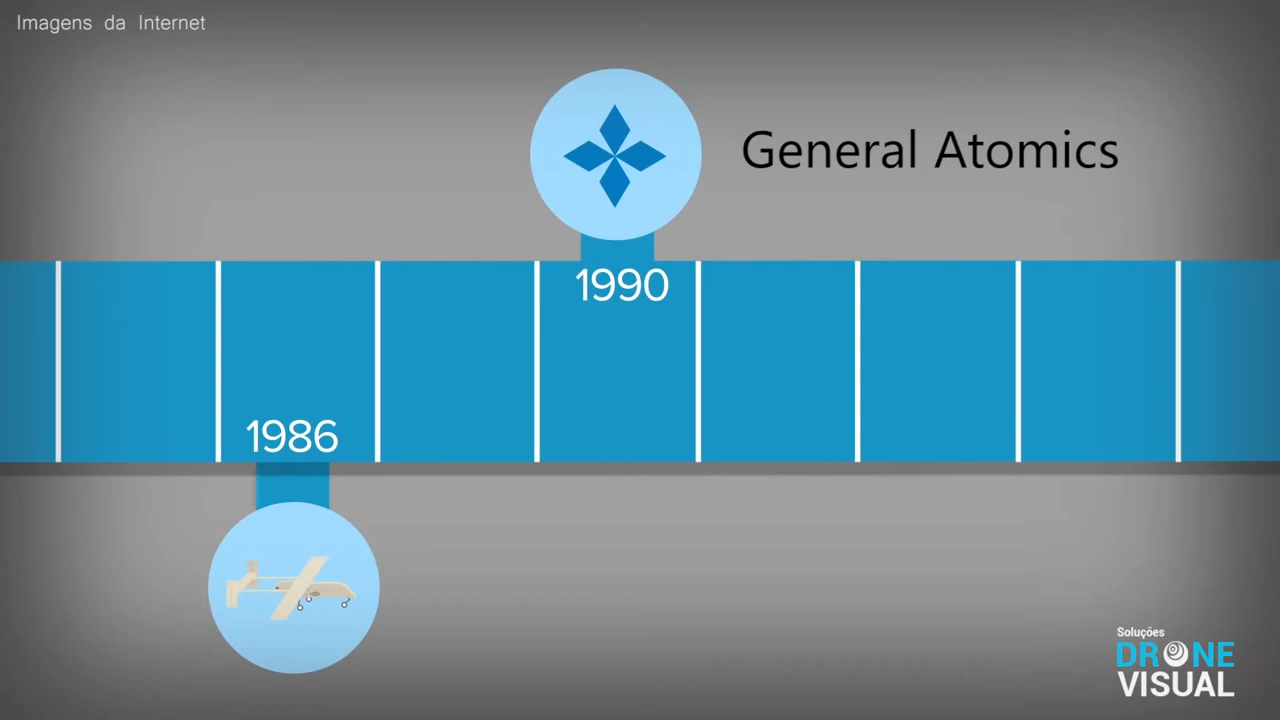 Imagens da Internet
General Atomics
1990
1986
Soluções
DRONE
VISUAL